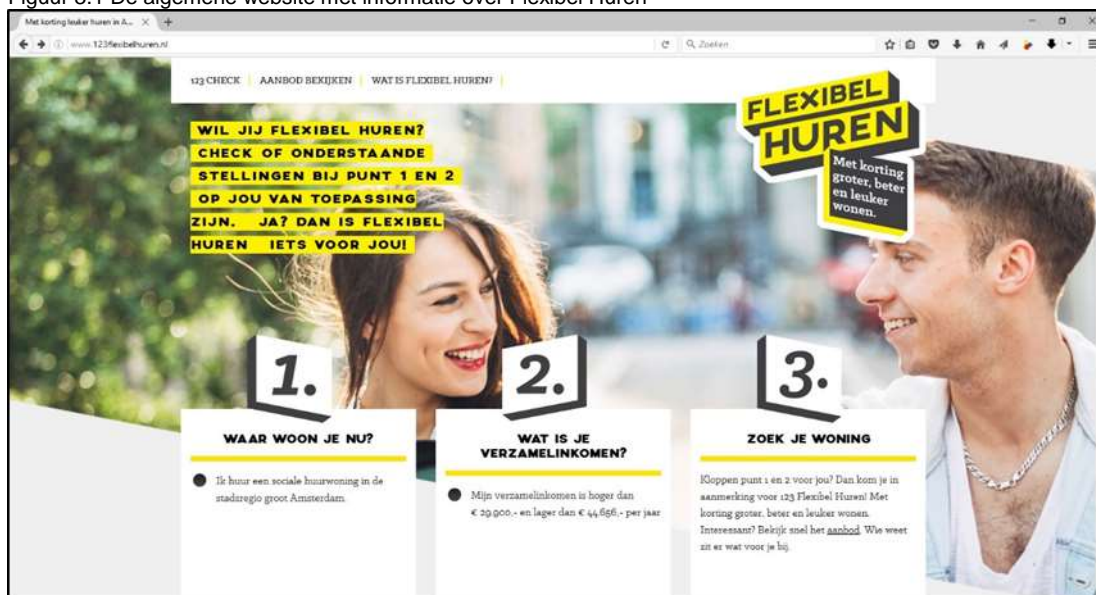 Figuur 3.1 De algemene website met informatie over Flexibel Huren
Met korting leuker huren in A...
www.123flexibelhuren.nl
Zoeken
123 CHECK
AANBOD BEKIJKEN
WAT IS FLEXIBEL HUREN?
FLEXIBEL
HUREN
Met korting
groter, beter
en leuker
wonen.
WIL JIJ FLEXIBEL HUREN?
CHECK OF ONDERSTAANDE
STELLINGEN BIJ PUNT 1 EN 2
OP JOU VAN TOEPASSING
ZIJN. JA? DAN IS FLEXIBEL
HUREN IETS VOOR JOU!
1.
WAAR WOON JE NU?
Ik huur een sociale huurwoning in de
stadsregio groot Amsterdam
2.
WAT IS JE
VERZAMELINKOMEN?
Mijn verzamelinkomen is hoger dan
€ 29.900,- en lager dan € 44.656,- per jaar
3.
ZOEK JE WONING
Kloppen punt 1 en 2 voor jou? Dan kom je in
aanmerking voor 123 Flexibel Huren! Met
korting groter, beter en leuker wonen.
Interessant? Bekijk snel het aanbod. Wie weet
zit er wat voor je bij.